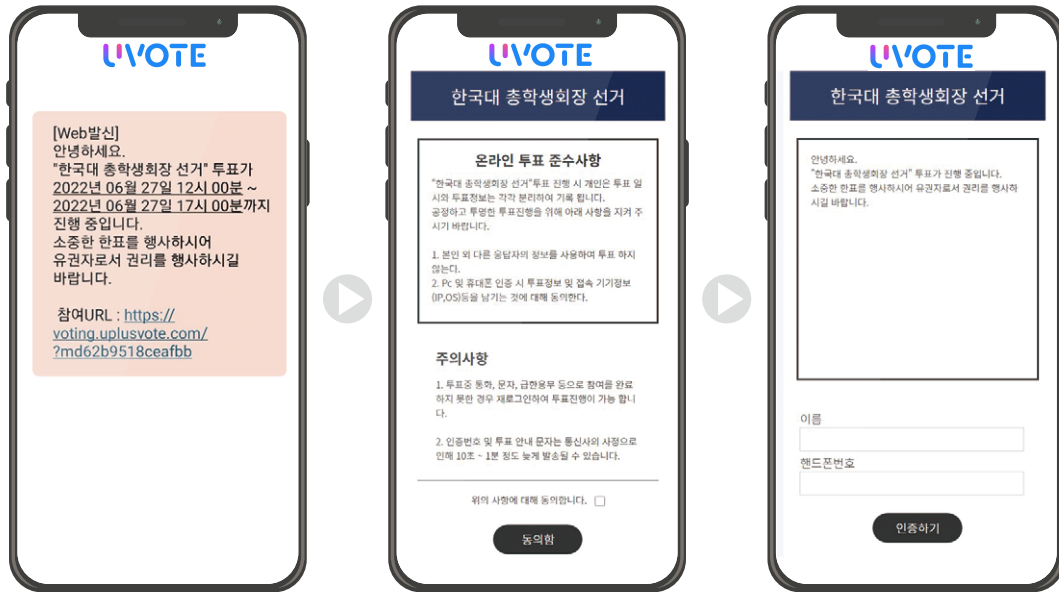 UVOTE
[Web발신]
안녕하세요.
"한국대 총학생회장 선거" 투표가
2022년 06월 27일 12시 00분 ~
2022년 06월 27일 17시 00분까지
진행 중입니다.
소중한 한표를 행사하시어
유권자로서 권리를 행사하시길
바랍니다.
참여URL : https://
voting.uplusvote.com/
?md62b9518ceafbb
UVOTE
한국대 총학생회장 선거
온라인 투표 준수사항
"한국대 총학생회장 선거"투표 진행 시 개인은 투표 일
시와 투표정보는 각각 분리하여 기록 됩니다.
공정하고 투명한 투표진행을 위해 아래 사항을 지켜 주
시기 바랍니다.
1. 본인 외 다른 응답자의 정보를 사용하여 투표 하지
않는다.
2. Pc 및 휴대폰 인증 시 투표정보 및 접속 기기정보
(IP,OS)등을 남기는 것에 대해 동의한다.
주의사항
1. 투표중 통화, 문자, 급한용무 등으로 참여를 완료
하지 못한 경우 재로그인하여 투표진행이 가능 합니
다.
2. 인증번호 및 투표 안내 문자는 통신사의 사정으로
인해 10초 ~ 1분 정도 늦게 발송될 수 있습니다.
위의 사항에 대해 동의합니다.
동의함
UVOTE
한국대 총학생회장 선거
안녕하세요.
"한국대 총학생회장 선거" 투표가 진행 중입니다.
소중한 한표를 행사하시어 유권자로서 권리를 행사하
시길 바랍니다.
이름
핸드폰번호
인증하기